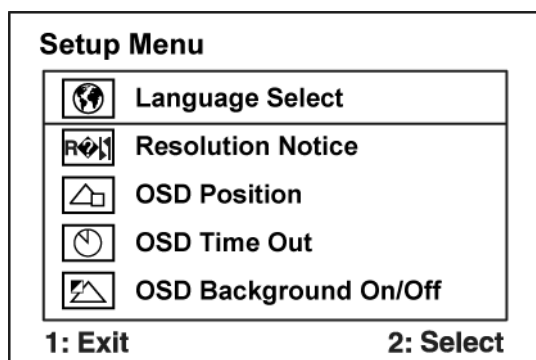 Setup Menu
Language Select
Resolution Notice
OSD Position
OSD Time Out
OSD Background On/Off
1: Exit 2: Select